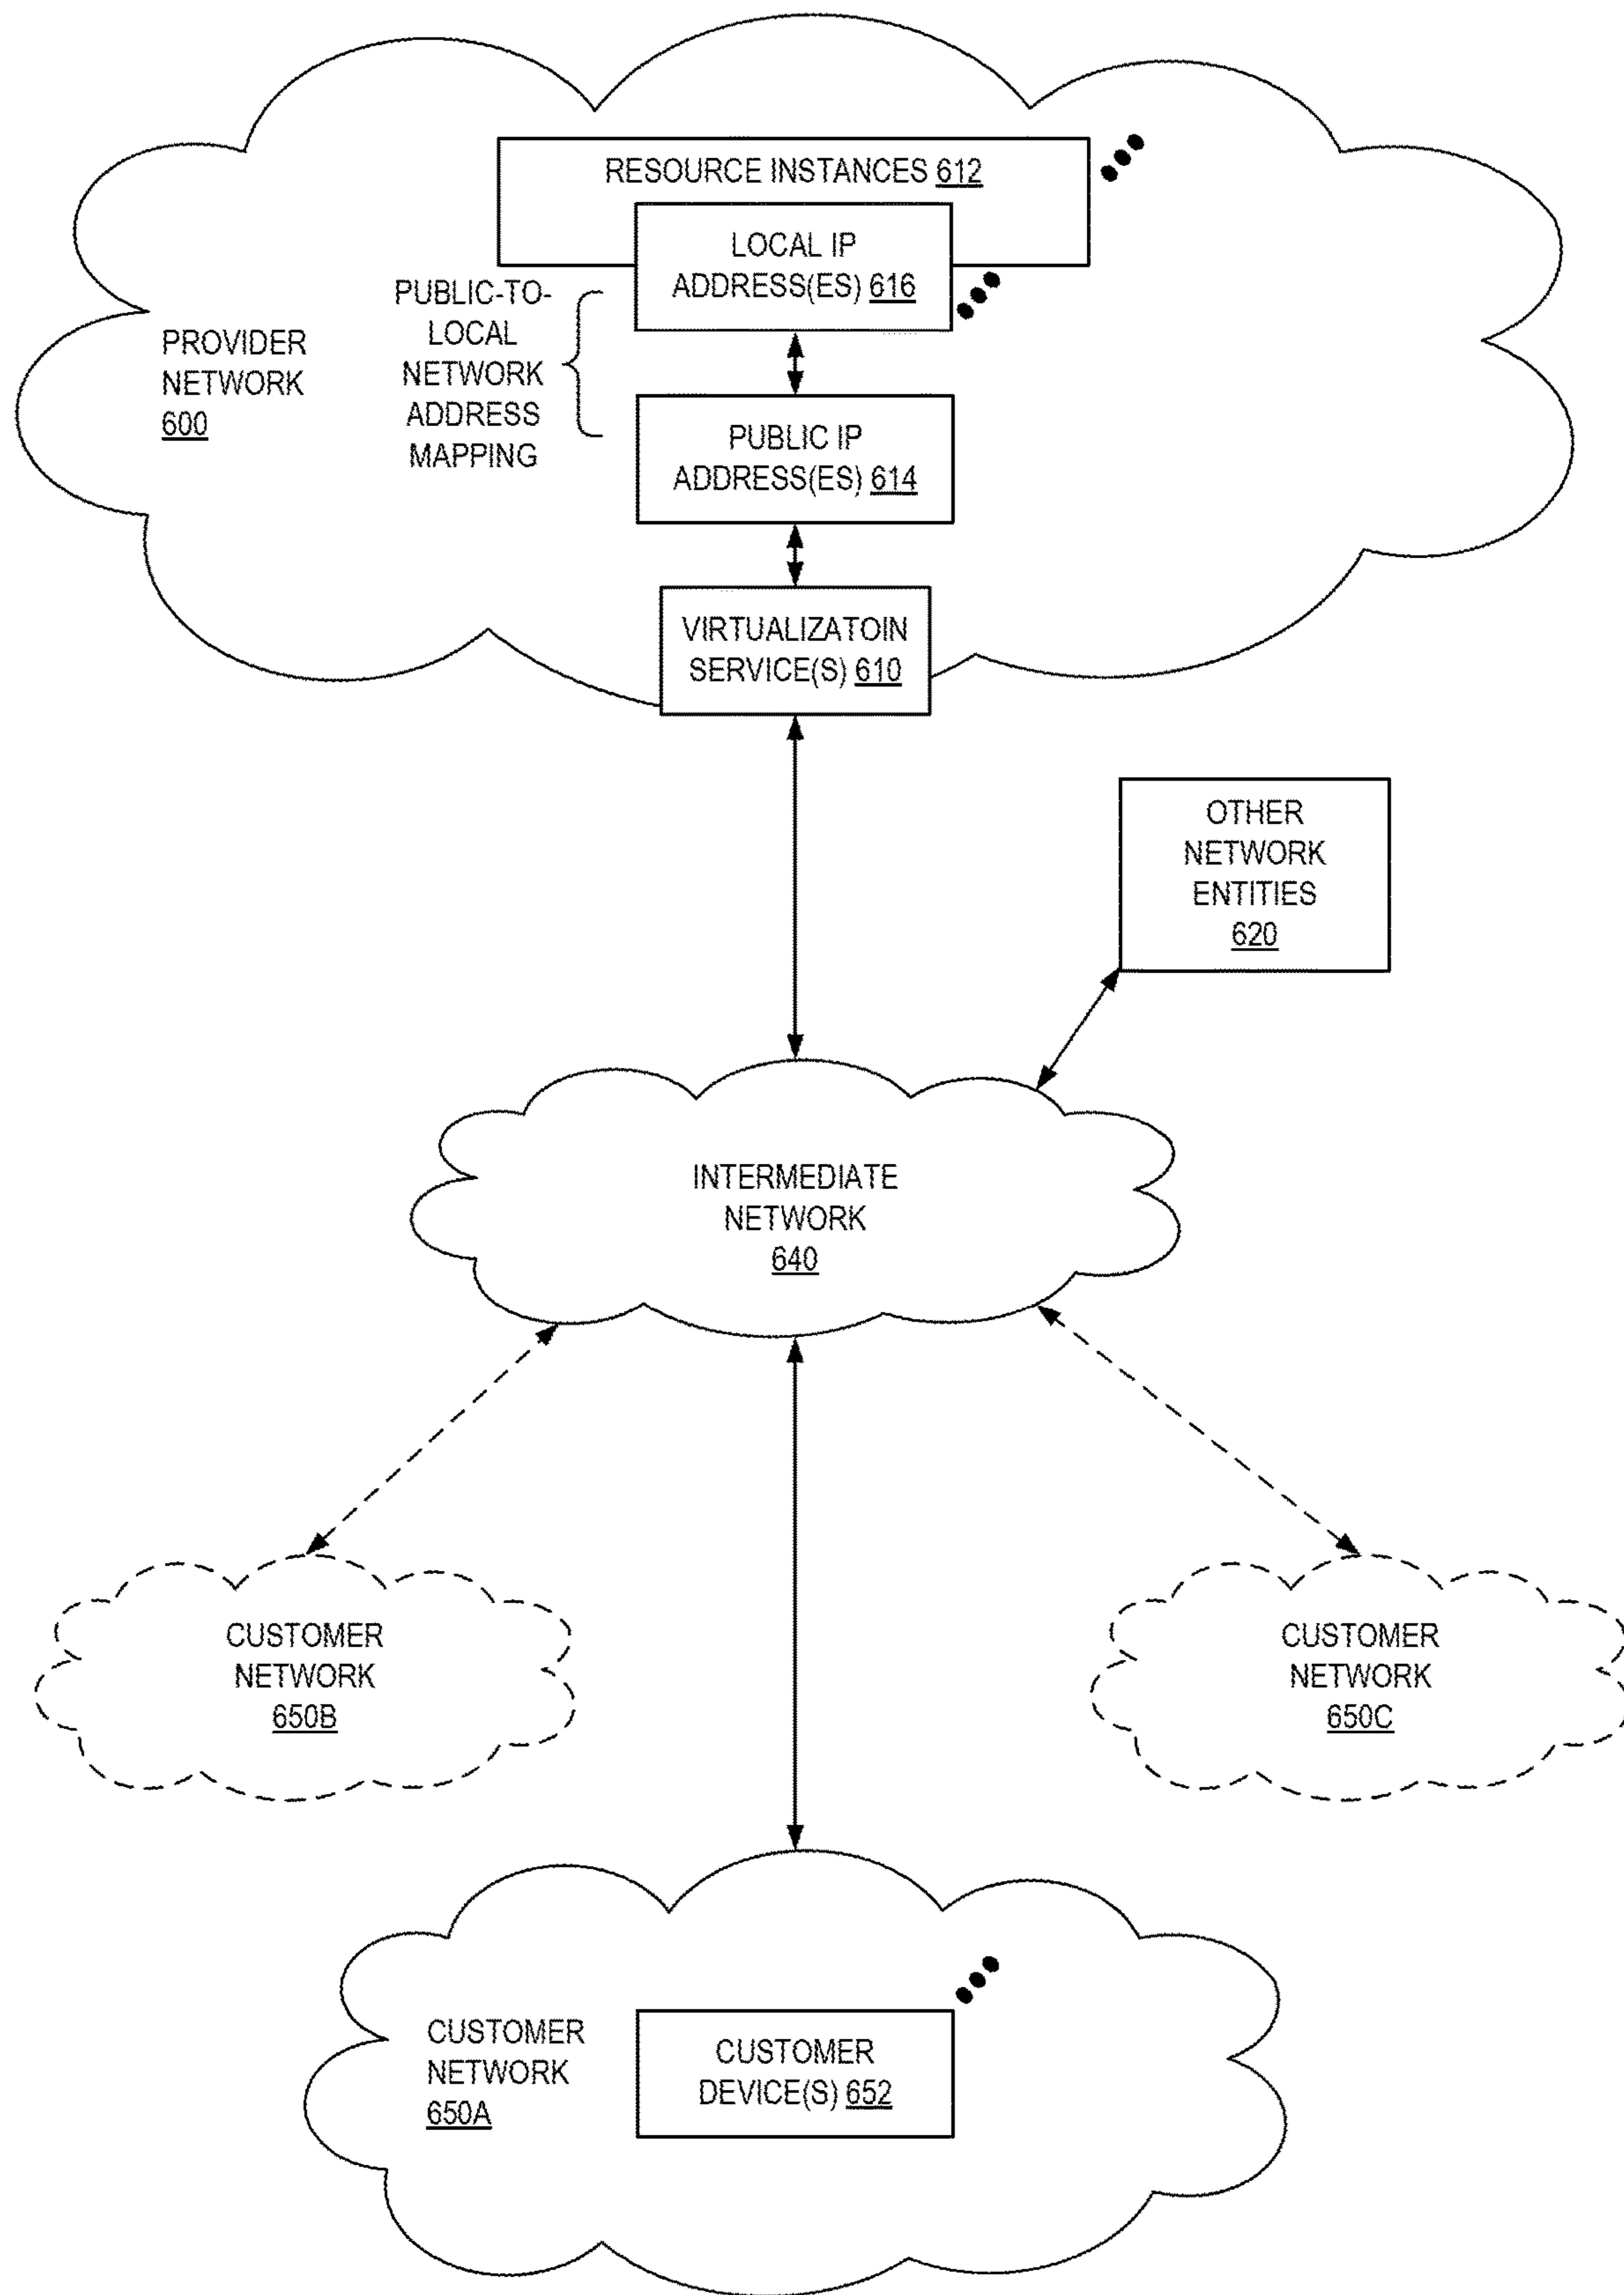 RESOURCE INSTANCES 612
LOCAL IP
ADDRESS(ES) 616
PUBLIC-TO-
LOCAL
NETWORK
ADDRESS
MAPPING
PROVIDER
NETWORK
600
PUBLIC IP
ADDRESS(ES) 614
VIRTUALIZATOIN
SERVICE(S) 610
OTHER
NETWORK
ENTITIES
620
INTERMEDIATE
NETWORK
640
CUSTOMER
NETWORK
650B
CUSTOMER
NETWORK
650C
CUSTOMER
NETWORK
650A
CUSTOMER
DEVICE(S) 652